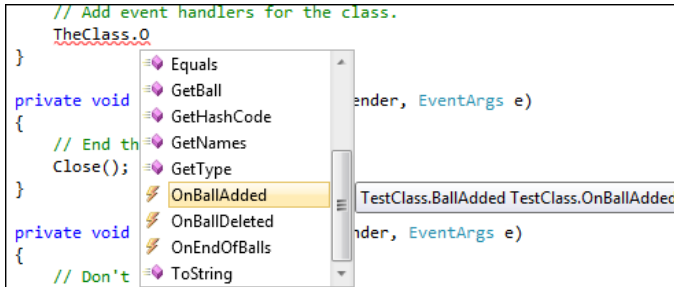 // Add event handlers for the class.
TheClass.O
}
Equals
GetBall
private void ender, EventArgs e)
GetHashCode
{
GetNames
// End th
GetType
Close();
OnBallAdded TestClass.BallAdded TestClass.OnBallAdded
}
OnBallDeleted
private void nder, EventArgs e)
OnEndOfBalls
{
ToString
// Don't